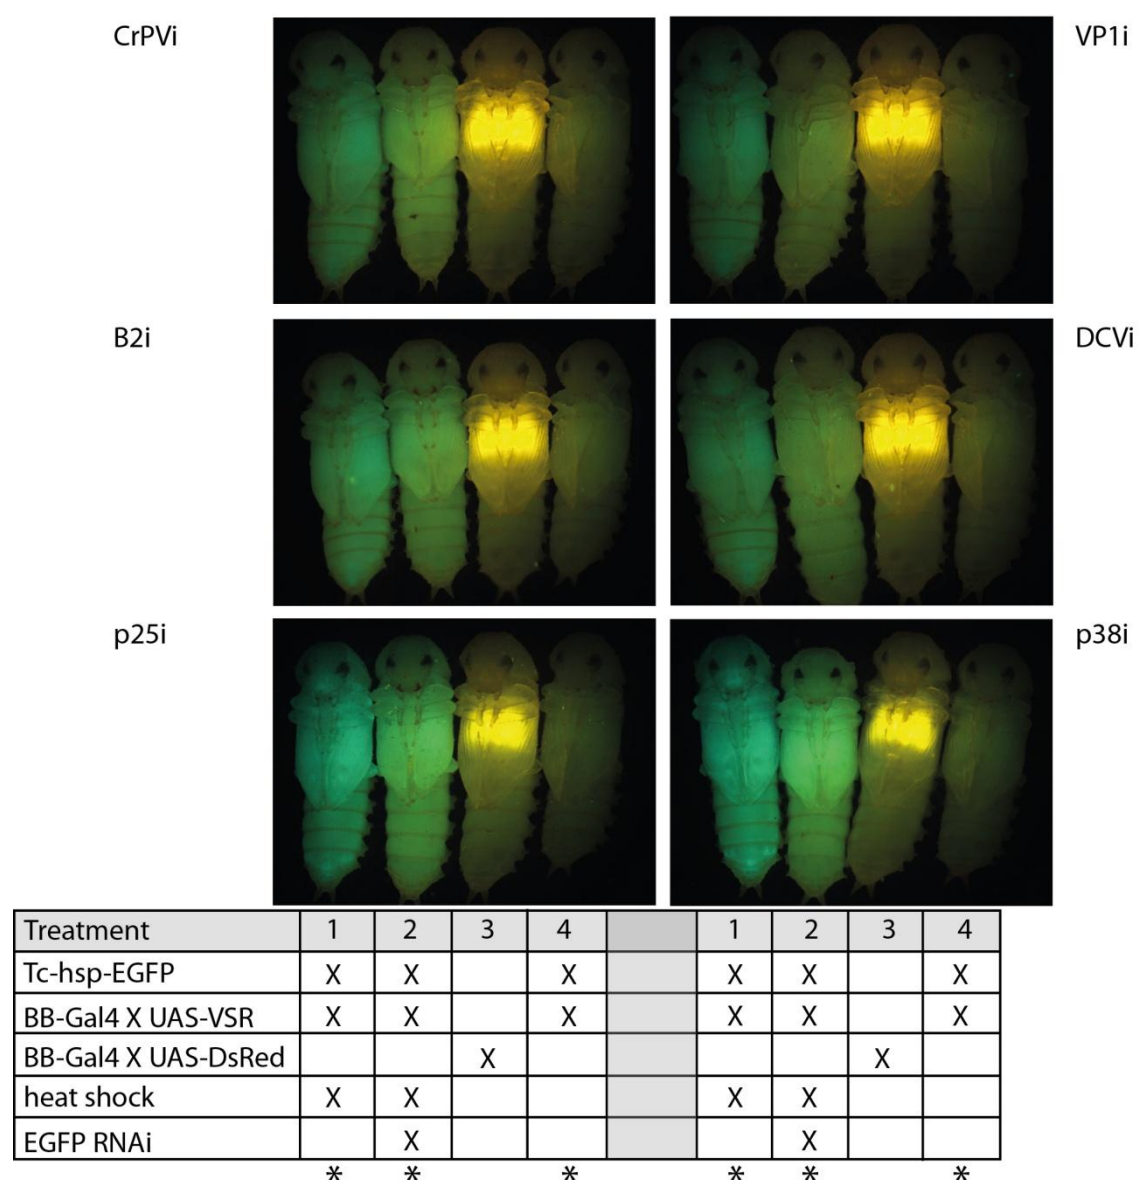 CrPVi VP1i
B2i DCVi
p25i p38i
Treatment 1 2 3 4 1 2 3 4
Tc-hsp-EGFP X X X X X X
BB-Gal4 X UAS-VSR X X X X X X
BB-Gal4 X UAS-DsRed X X
heat shock X X X X
EGFP RNAi X X
* * * * * *